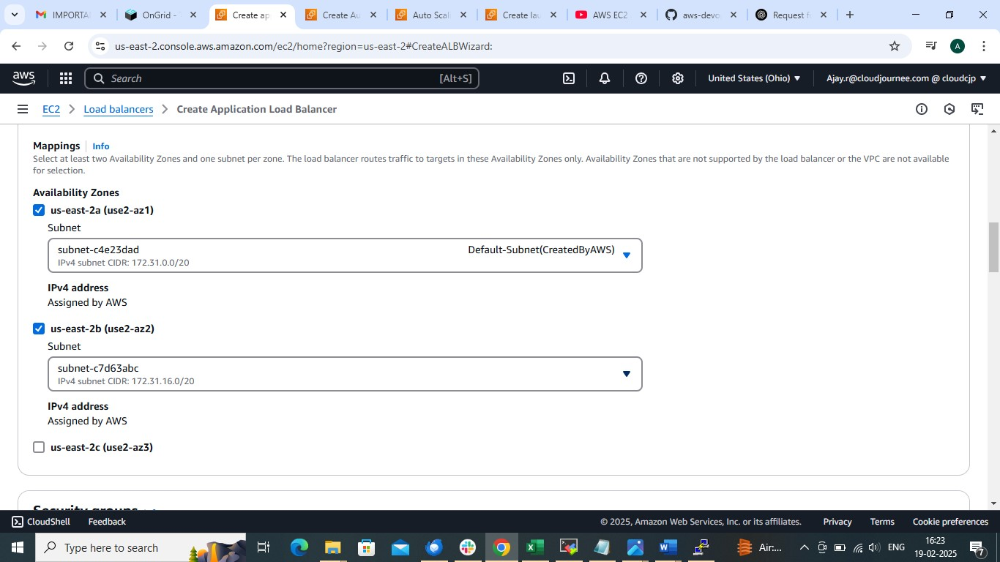 IMPORTA
OnGrid -
Create ap
Create Au
Auto Scali
Create lau
AWS EC2
aws-devo
Request f
us-east-2.console.aws.amazon.com/ec2/home?region=us-east-2#CreateALBWizard:
A
aws
Search
[Alt+S]
United States (Ohio)
Ajay.r@cloudjournee.com @ cloudcjp
EC2 > Load balancers > Create Application Load Balancer
Mappings | Info
Select at least two Availability Zones and one subnet per zone. The load balancer routes traffic to targets in these Availability Zones only. Availability Zones that are not supported by the load balancer or the VPC are not available
for selection.
Availability Zones
us-east-2a (use2-az1)
Subnet
subnet-c4e23dad Default-Subnet(CreatedByAWS)
IPv4 subnet CIDR: 172.31.0.0/20
IPv4 address
Assigned by AWS
us-east-2b (use2-az2)
Subnet
subnet-c7d63abc
IPv4 subnet CIDR: 172.31.16.0/20
IPv4 address
Assigned by AWS
us-east-2c (use2-az3)
Security groups
CloudShell Feedback © 2025, Amazon Web Services, Inc. or its affiliates. Privacy Terms Cookie preferences
Type here to search
Air:...
ENG
16:23
19-02-2025
7